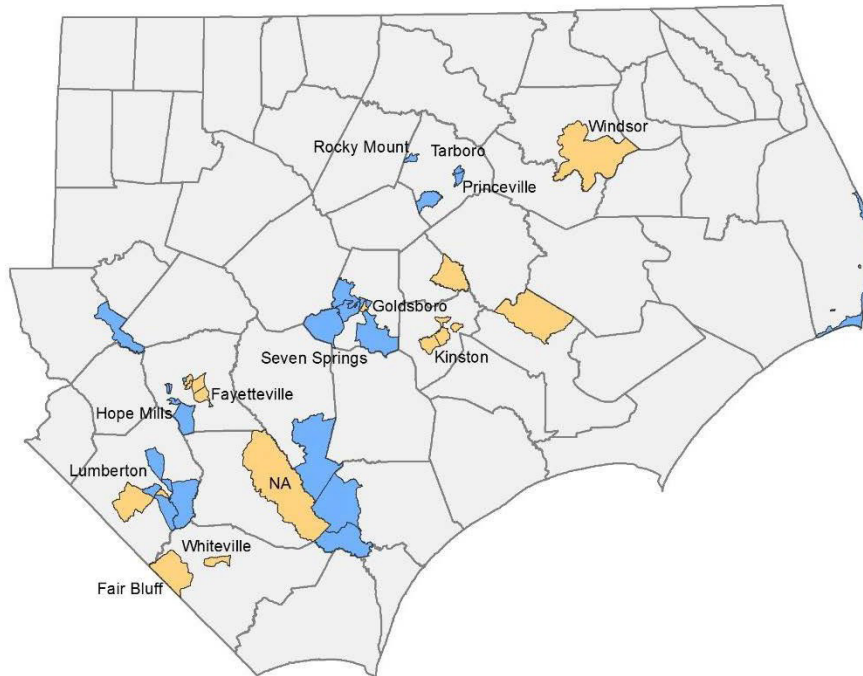 Windsor
Rocky Mount
Tarboro
Princeville
Goldsboro
Seven Springs
Kinston
Fayetteville
Hope Mills
Lumberton
NA
Whiteville
Fair Bluff